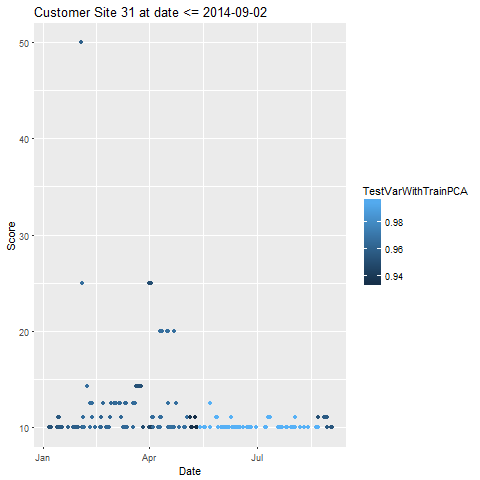 Customer Site 31 at date <= 2014-09-02
50
40
30
20
10
Score
Jan
Apr
Jul
Date
TestVarWithTrainPCA
0.98
0.96
0.94